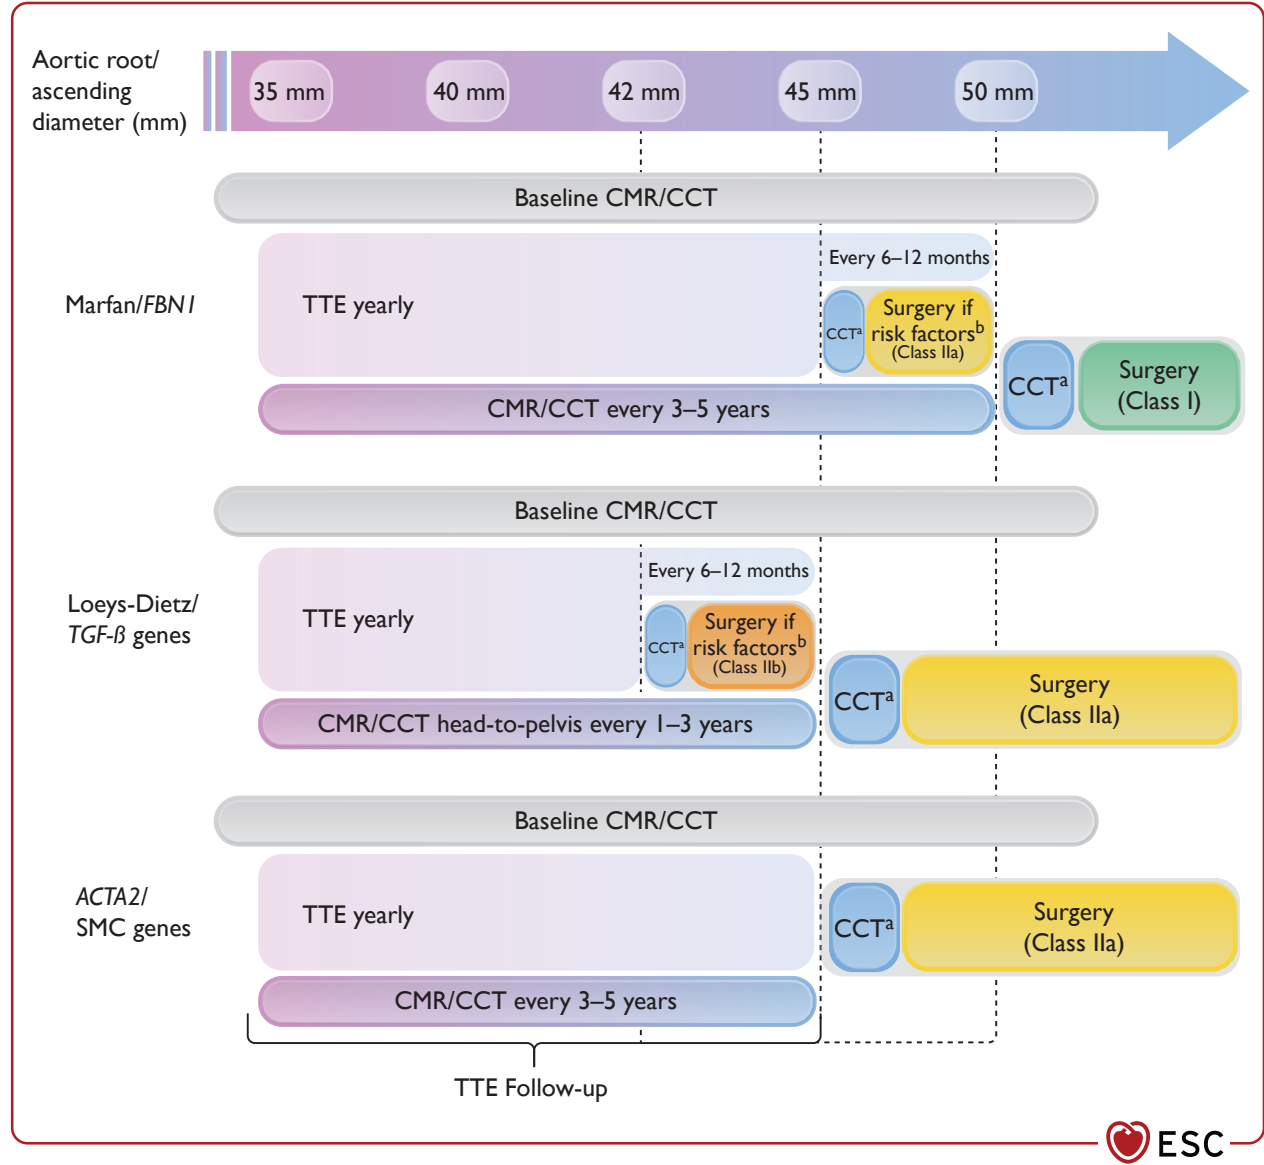 Aortic root/
ascending
diameter (mm)
35 mm
40 mm
42 mm
45 mm
50 mm
Baseline CMR/CCT
Marfan/FBN1
TTE yearly
Every 6–12 months
CCTᵃ
Surgery if
risk factorsᵇ
(Class IIa)
CMR/CCT every 3–5 years
CCTᵃ
Surgery
(Class I)
Baseline CMR/CCT
Loeys-Dietz/
TGF-ß genes
TTE yearly
Every 6–12 months
CCTᵃ
Surgery if
risk factorsᵇ
(Class IIb)
CMR/CCT head-to-pelvis every 1–3 years
CCTᵃ
Surgery
(Class IIa)
Baseline CMR/CCT
ACTA2/
SMC genes
TTE yearly
CCTᵃ
Surgery
(Class IIa)
CMR/CCT every 3–5 years
TTE Follow-up
ESC